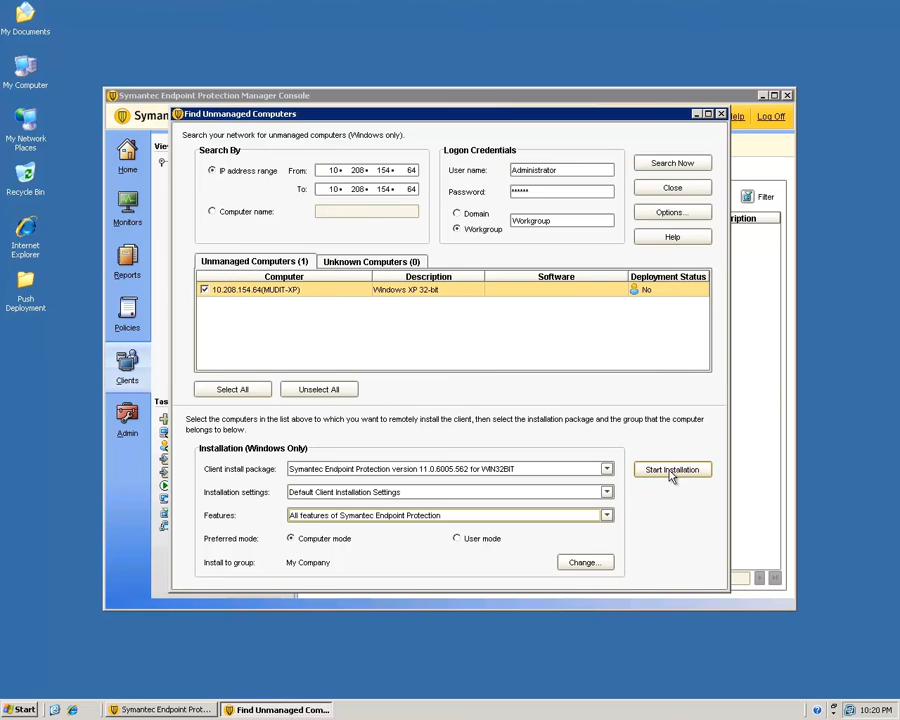 My Documents
My Computer
My Network
Places
Recycle Bin
Internet
Explorer
Push
Deployment
Symantec Endpoint Protection Manager Console
Syman
Help
Log Off
Home
Monitors
Reports
Policies
Clients
Admin
Filter
Find Unmanaged Computers
Search your network for unmanaged computers (Windows only).
Search By
IP address range
From:
10 • 208 • 154 • 64
To:
10 • 208 • 154 • 64
Computer name:
Logon Credentials
User name:
Administrator
Password:
******
Domain
Workgroup
Workgroup
Search Now
Close
Options...
Help
Unmanaged Computers (1)
Unknown Computers (0)
Computer
Description
Software
Deployment Status
10.208.154.64(MUDIT-XP)
Windows XP 32-bit
No
Select All
Unselect All
Select the computers in the list above to which you want to remotely install the client, then select the installation package and the group that the computer
belongs to below.
Installation (Windows Only)
Client install package:
Symantec Endpoint Protection version 11.0.6005.562 for WIN32BIT
Start Installation
Installation settings:
Default Client Installation Settings
Features:
All features of Symantec Endpoint Protection
Preferred mode:
Computer mode
User mode
Install to group:
My Company
Change...
Start
Symantec Endpoint Prot...
Find Unmanaged Com...
10:20 PM